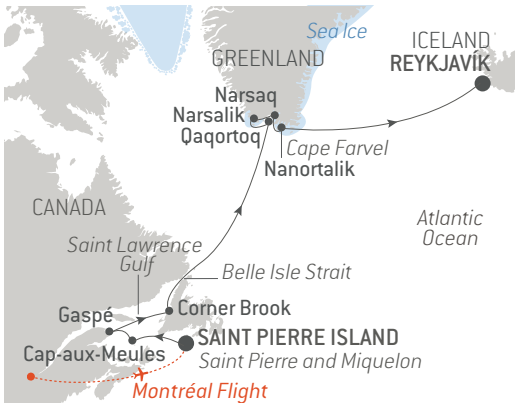 Sea Ice
ICELAND
REYKJAVÍK
GREENLAND
Narsaq
Narsalik
Qaqortoq
Cape Farvel
Nanortalik
CANADA
Atlantic
Ocean
Saint Lawrence
Gulf
Belle Isle Strait
Gaspé
Corner Brook
SAINT PIERRE ISLAND
Cap-aux-Meules
Saint Pierre and Miquelon
Montréal Flight